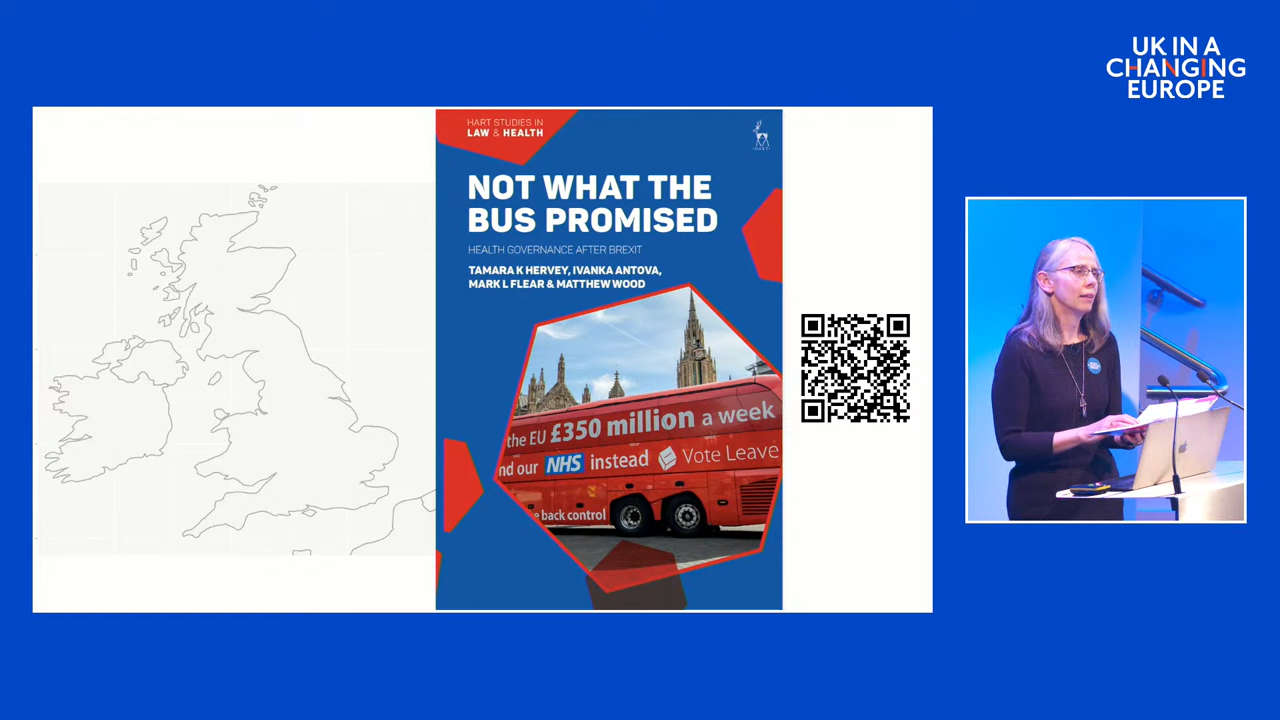 UK IN A
CHANGING
EUROPE
HART STUDIES IN
LAW & HEALTH
HART
NOT WHAT THE
BUS PROMISED
HEALTH GOVERNANCE AFTER BREXIT
TAMARA K HERVEY, IVANKA ANTOVA,
MARK L FLEAR & MATTHEW WOOD
the EU £350 million a week
nd our NHS instead Vote Leave
e back control